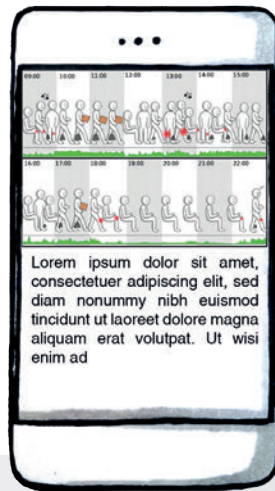 09:00 10:00 11:00 12:00 13:00 14:00 15:00
16:00 17:00 18:00 19:00 20:00 21:00 22:00
Lorem ipsum dolor sit amet,
consectetuer adipiscing elit, sed
diam nonummy nibh euismod
tincidunt ut laoreet dolore magna
aliquam erat volutpat. Ut wisi
enim ad